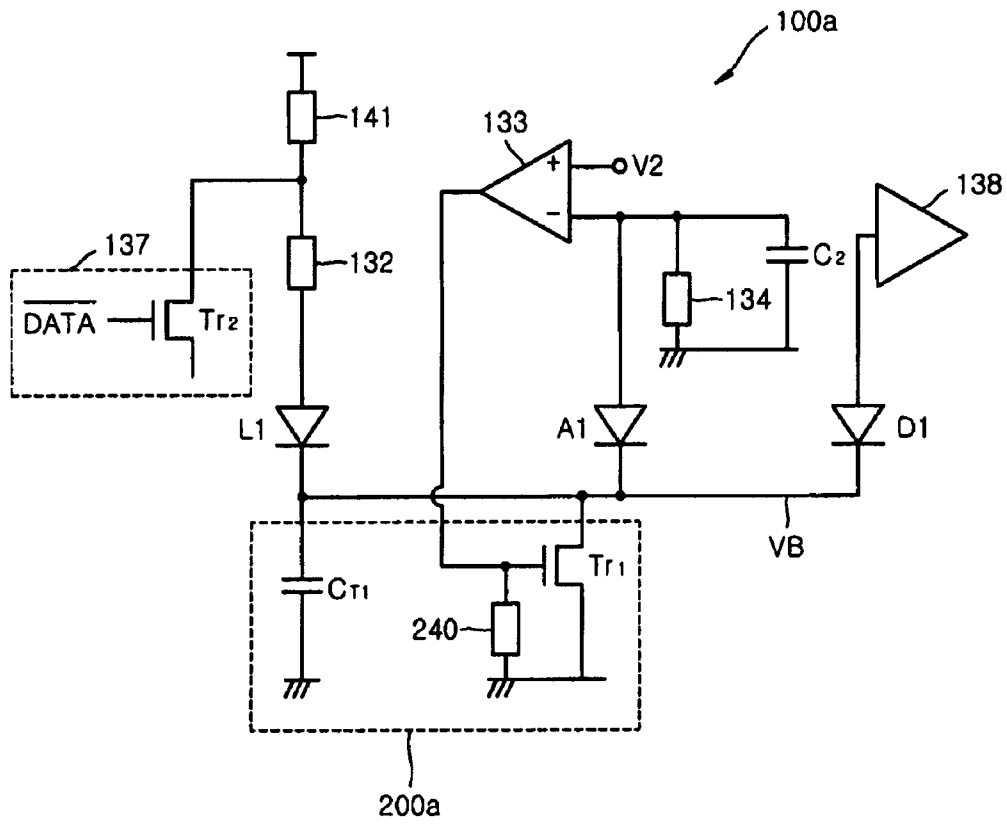 100a
141
133
+
V2
138
−
137
132
C2
134
DATA
Tr2
L1
A1
D1
VB
CT1
Tr1
240
200a